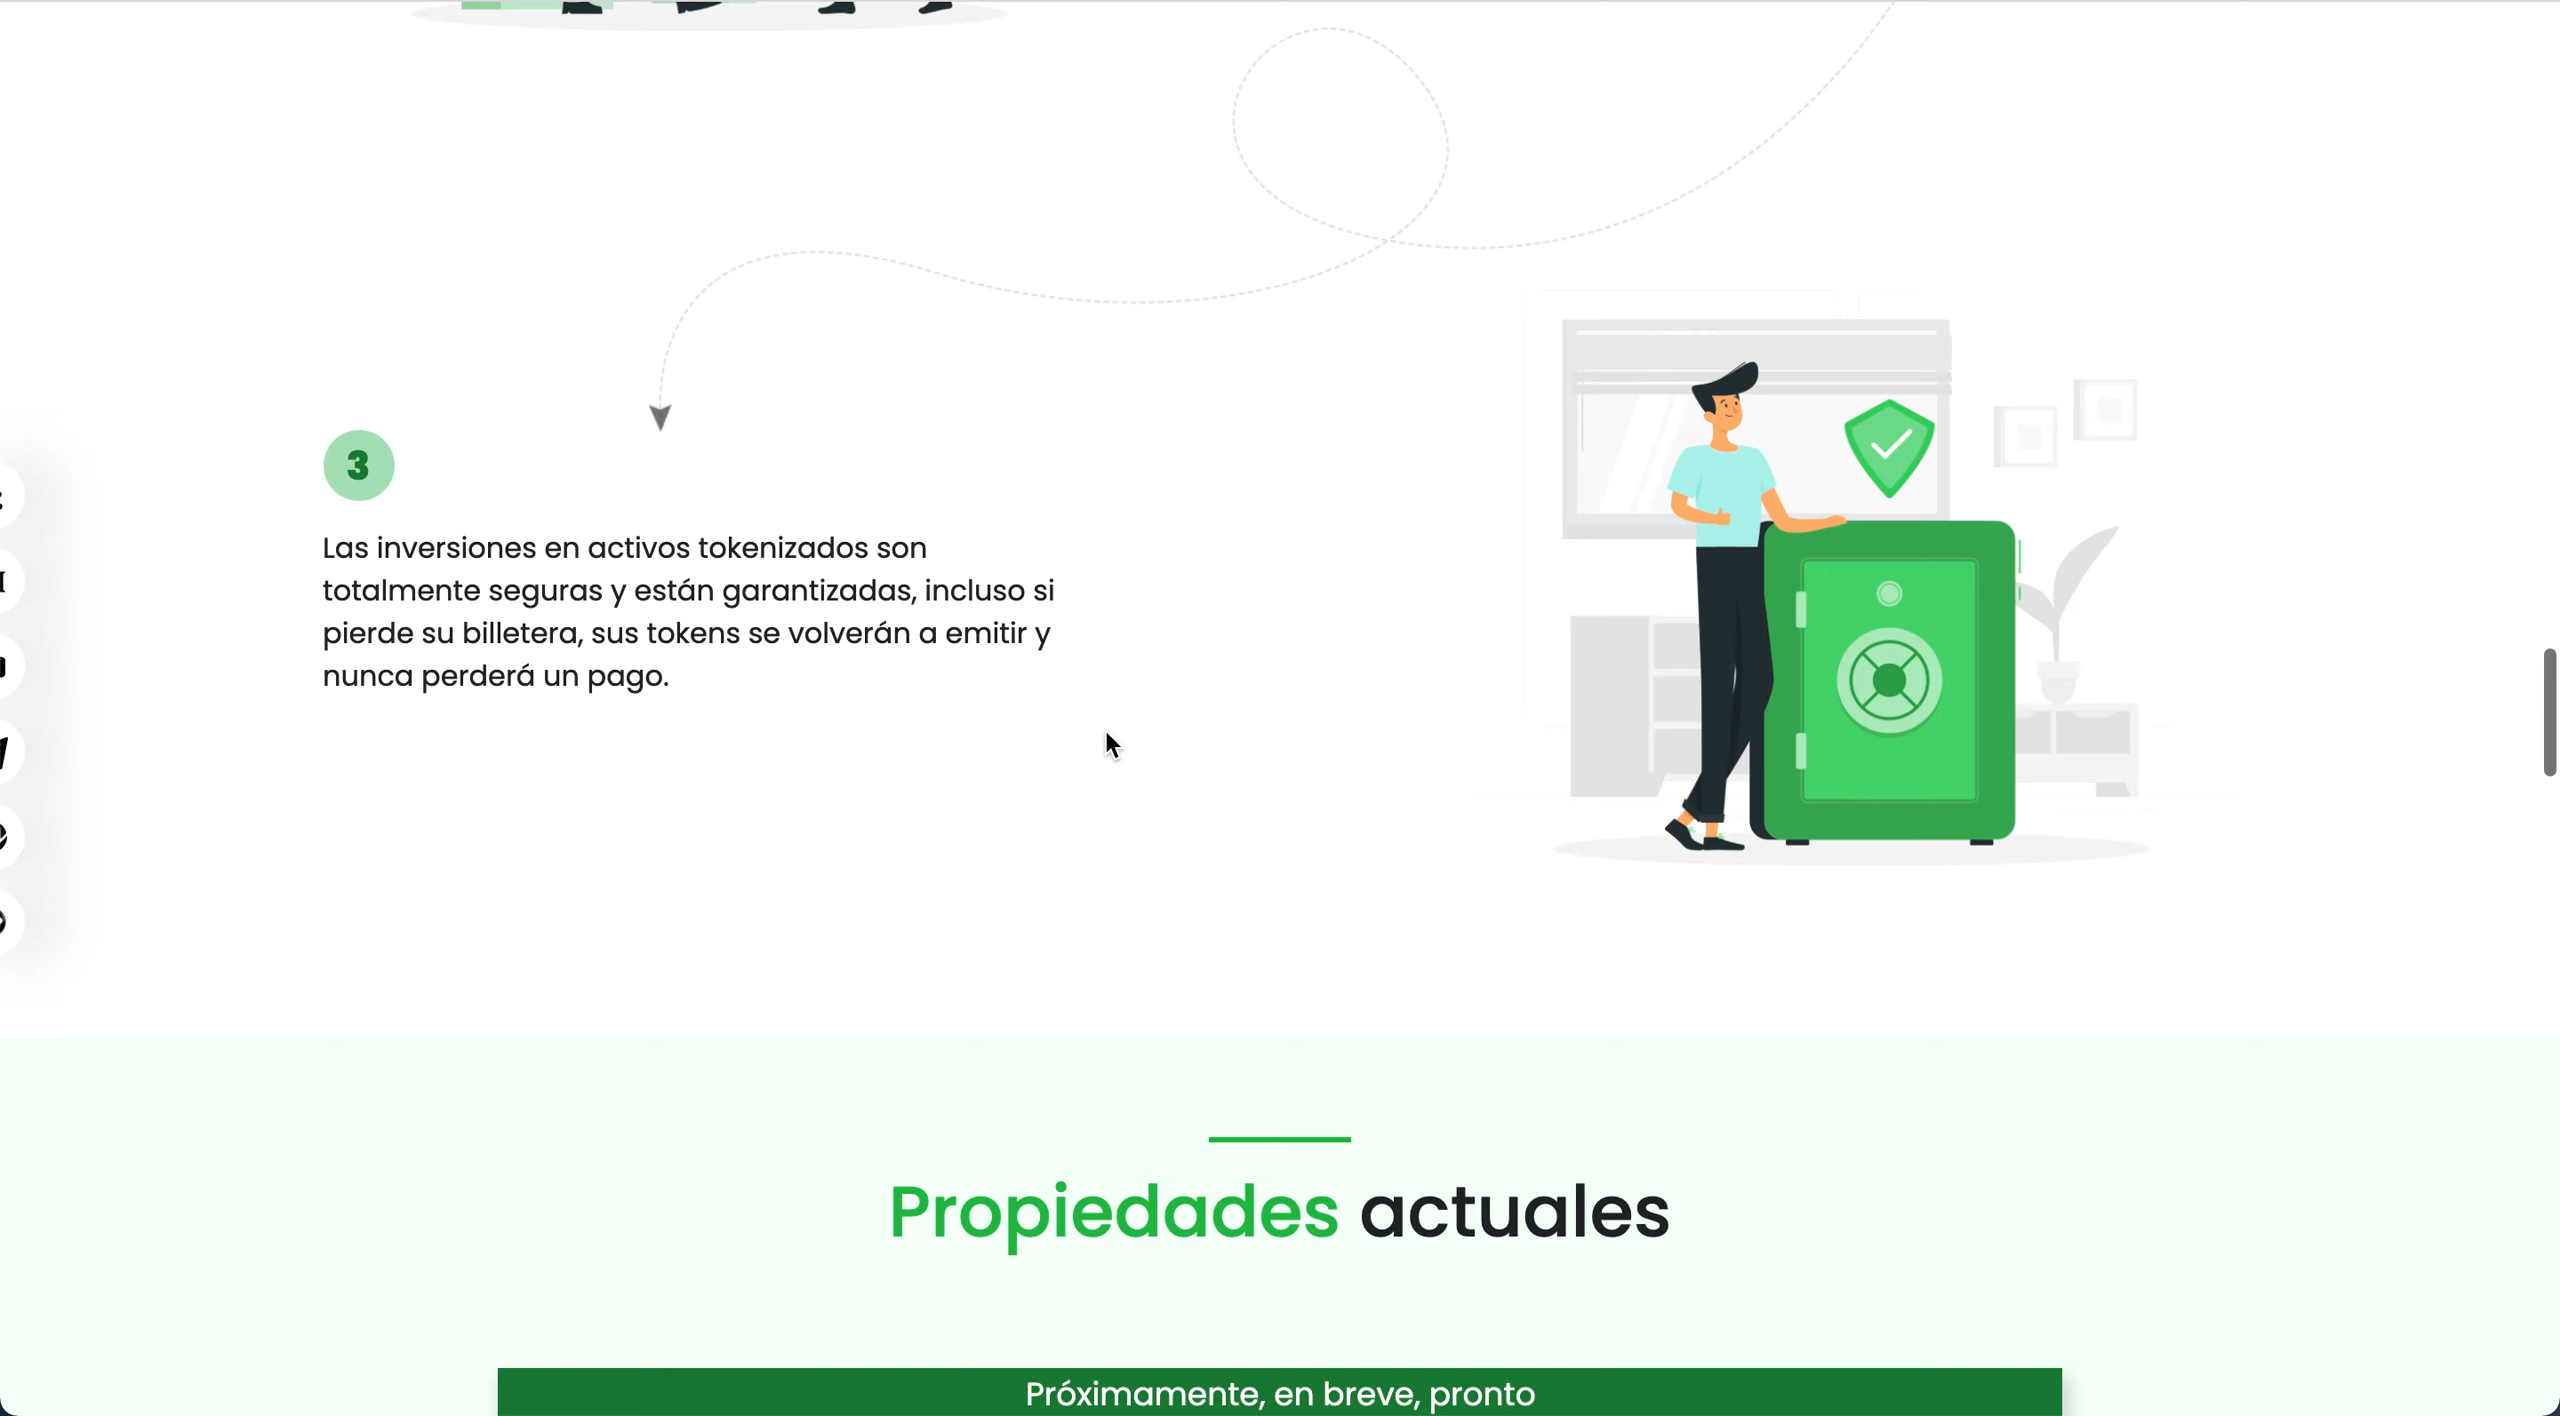 3
Las inversiones en activos tokenizados son
totalmente seguras y están garantizadas, incluso si
pierde su billetera, sus tokens se volverán a emitir y
nunca perderá un pago.
Propiedades actuales
Próximamente, en breve, pronto